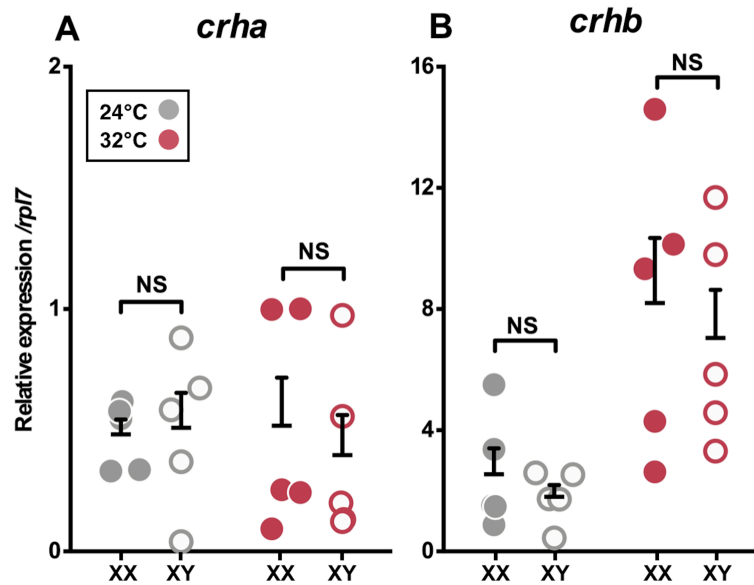 A
crha
2
1
0
Relative expression /rpl7
24°C
32°C
NS
NS
XX
XY
XX
XY
B
crhb
16
12
8
4
0
NS
NS
XX
XY
XX
XY